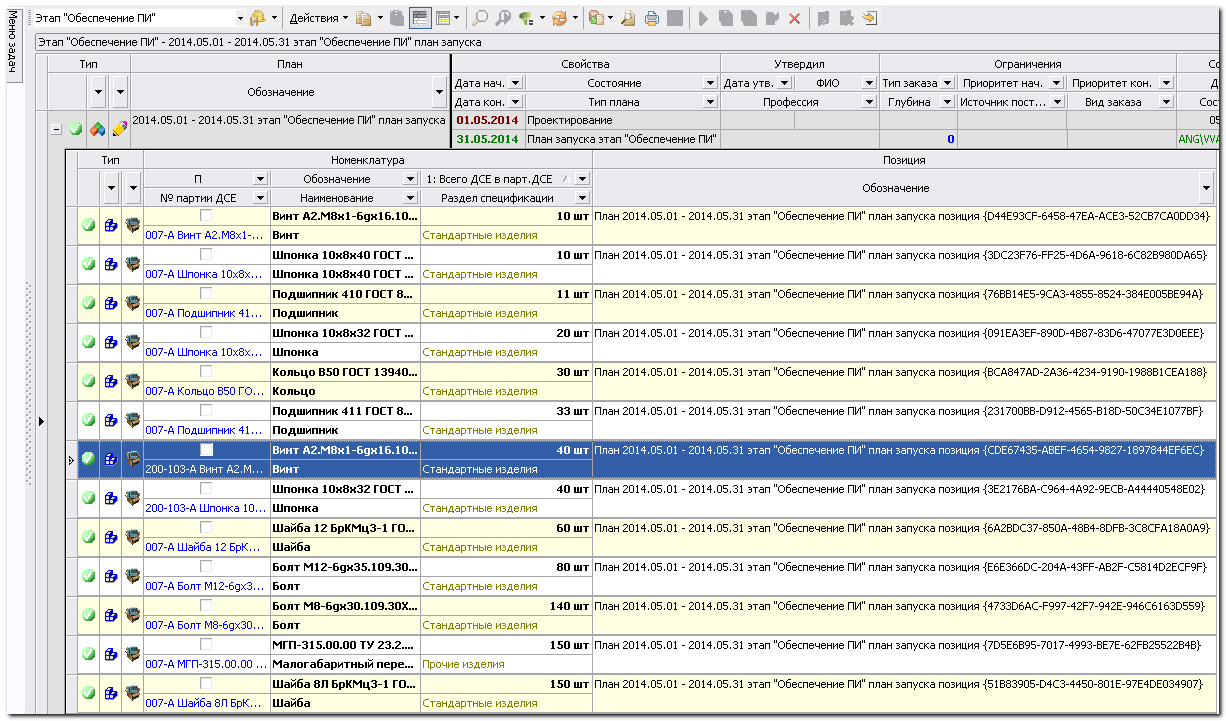 Меню задач
Этап "Обеспечение ПИ"
Действия
Этап "Обеспечение ПИ" - 2014.05.01 - 2014.05.31 этап "Обеспечение ПИ" план запуска
Тип План Свойства Утвердил Ограничения Со
Обозначение Дата нач. Состояние Дата утв. ФИО Тип заказа Приоритет нач. Приоритет кон. Д
Дата кон. Тип плана Профессия Глубина Источник пост... Вид заказа Сост
2014.05.01 - 2014.05.31 этап "Обеспечение ПИ" план запуска 01.05.2014 Проектирование 05
31.05.2014 План запуска этап "Обеспечение ПИ" 0 ANG\VVA
Тип Номенклатура Позиция
П Обозначение 1: Всего ДСЕ в парт.ДСЕ Обозначение
№ партии ДСЕ Наименование Раздел спецификации
Винт А2.М8х1-6gх16.10... 10 шт План 2014.05.01 - 2014.05.31 этап "Обеспечение ПИ" план запуска позиция {D44E93CF-6458-47EA-ACE3-52CB7CA0DD34}
007-А Винт А2.М8х1-... Винт Стандартные изделия
Шпонка 10х8х40 ГОСТ ... 10 шт План 2014.05.01 - 2014.05.31 этап "Обеспечение ПИ" план запуска позиция {3DC23F76-FF25-4D6A-9618-6C82B980DA65}
007-А Шпонка 10х8х... Шпонка 10х8х40 ГОСТ ... Стандартные изделия
Подшипник 410 ГОСТ 8... 11 шт План 2014.05.01 - 2014.05.31 этап "Обеспечение ПИ" план запуска позиция {76BB14E5-9CA3-4855-8524-384E005BE94A}
007-А Подшипник 41... Подшипник Стандартные изделия
Шпонка 10х8х32 ГОСТ ... 20 шт План 2014.05.01 - 2014.05.31 этап "Обеспечение ПИ" план запуска позиция {091EA3EF-890D-4B87-83D6-47077E3D0EEE}
007-А Шпонка 10х8х... Шпонка Стандартные изделия
Кольцо В50 ГОСТ 13940... 30 шт План 2014.05.01 - 2014.05.31 этап "Обеспечение ПИ" план запуска позиция {BCA847AD-2A36-4234-9190-1988B1CEA188}
007-А Кольцо В50 ГО... Кольцо Стандартные изделия
Подшипник 411 ГОСТ 8... 33 шт План 2014.05.01 - 2014.05.31 этап "Обеспечение ПИ" план запуска позиция {231700BB-D912-4565-B18D-50C34E1077BF}
007-А Подшипник 41... Подшипник Стандартные изделия
Винт А2.М8х1-6gх16.10... 40 шт План 2014.05.01 - 2014.05.31 этап "Обеспечение ПИ" план запуска позиция {CDE67435-ABEF-4654-9827-1897844EF6EC}
200-103-А Винт А2.М... Винт Стандартные изделия
Шпонка 10х8х32 ГОСТ ... 40 шт План 2014.05.01 - 2014.05.31 этап "Обеспечение ПИ" план запуска позиция {3E2176BA-C964-4A92-9ECB-A44440548E02}
200-103-А Шпонка 10... Шпонка Стандартные изделия
Шайба 12 БрКМц3-1 ГО... 60 шт План 2014.05.01 - 2014.05.31 этап "Обеспечение ПИ" план запуска позиция {6A2BDC37-850A-48B4-8DFB-3C8CFA18A0A9}
007-А Шайба 12 БрК... Шайба Стандартные изделия
Болт М12-6gх35.109.30... 80 шт План 2014.05.01 - 2014.05.31 этап "Обеспечение ПИ" план запуска позиция {E6E366DC-204A-43FF-AB2F-C5814D2ECF9F}
007-А Болт М12-6gх3... Болт Стандартные изделия
Болт М8-6gх30.109.30Х... 140 шт План 2014.05.01 - 2014.05.31 этап "Обеспечение ПИ" план запуска позиция {4733D6AC-F997-42F7-942E-946C6163D559}
007-А Болт М8-6gх30... Болт Стандартные изделия
МГП-315.00.00 ТУ 23.2.... 150 шт План 2014.05.01 - 2014.05.31 этап "Обеспечение ПИ" план запуска позиция {7D5E6B95-7017-4993-BE7E-62FB25522B4B}
007-А МГП-315.00.00 ... Малогабаритный пере... Прочие изделия
Шайба 8Л БрКМц3-1 ГО... 150 шт План 2014.05.01 - 2014.05.31 этап "Обеспечение ПИ" план запуска позиция {51B83905-D4C3-4450-801E-97E4DE034907}
007-А Шайба 8Л БрК... Шайба Стандартные изделия